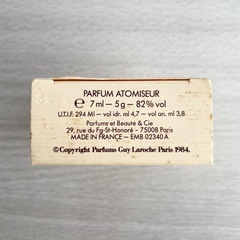 PARFUM ATOMISEUR
℮ 7 ml - 5 g - 82% vol
U.T.I.F. 294 MI - vol idr. ml 4,7 - vol an. ml 3,8
Parfums et Beauté & Cie
29, rue du Fg-St-Honoré - 75008 Paris
MADE IN FRANCE - EMB 02340 A
©Copyright Parfums Guy Laroche Paris 1984.